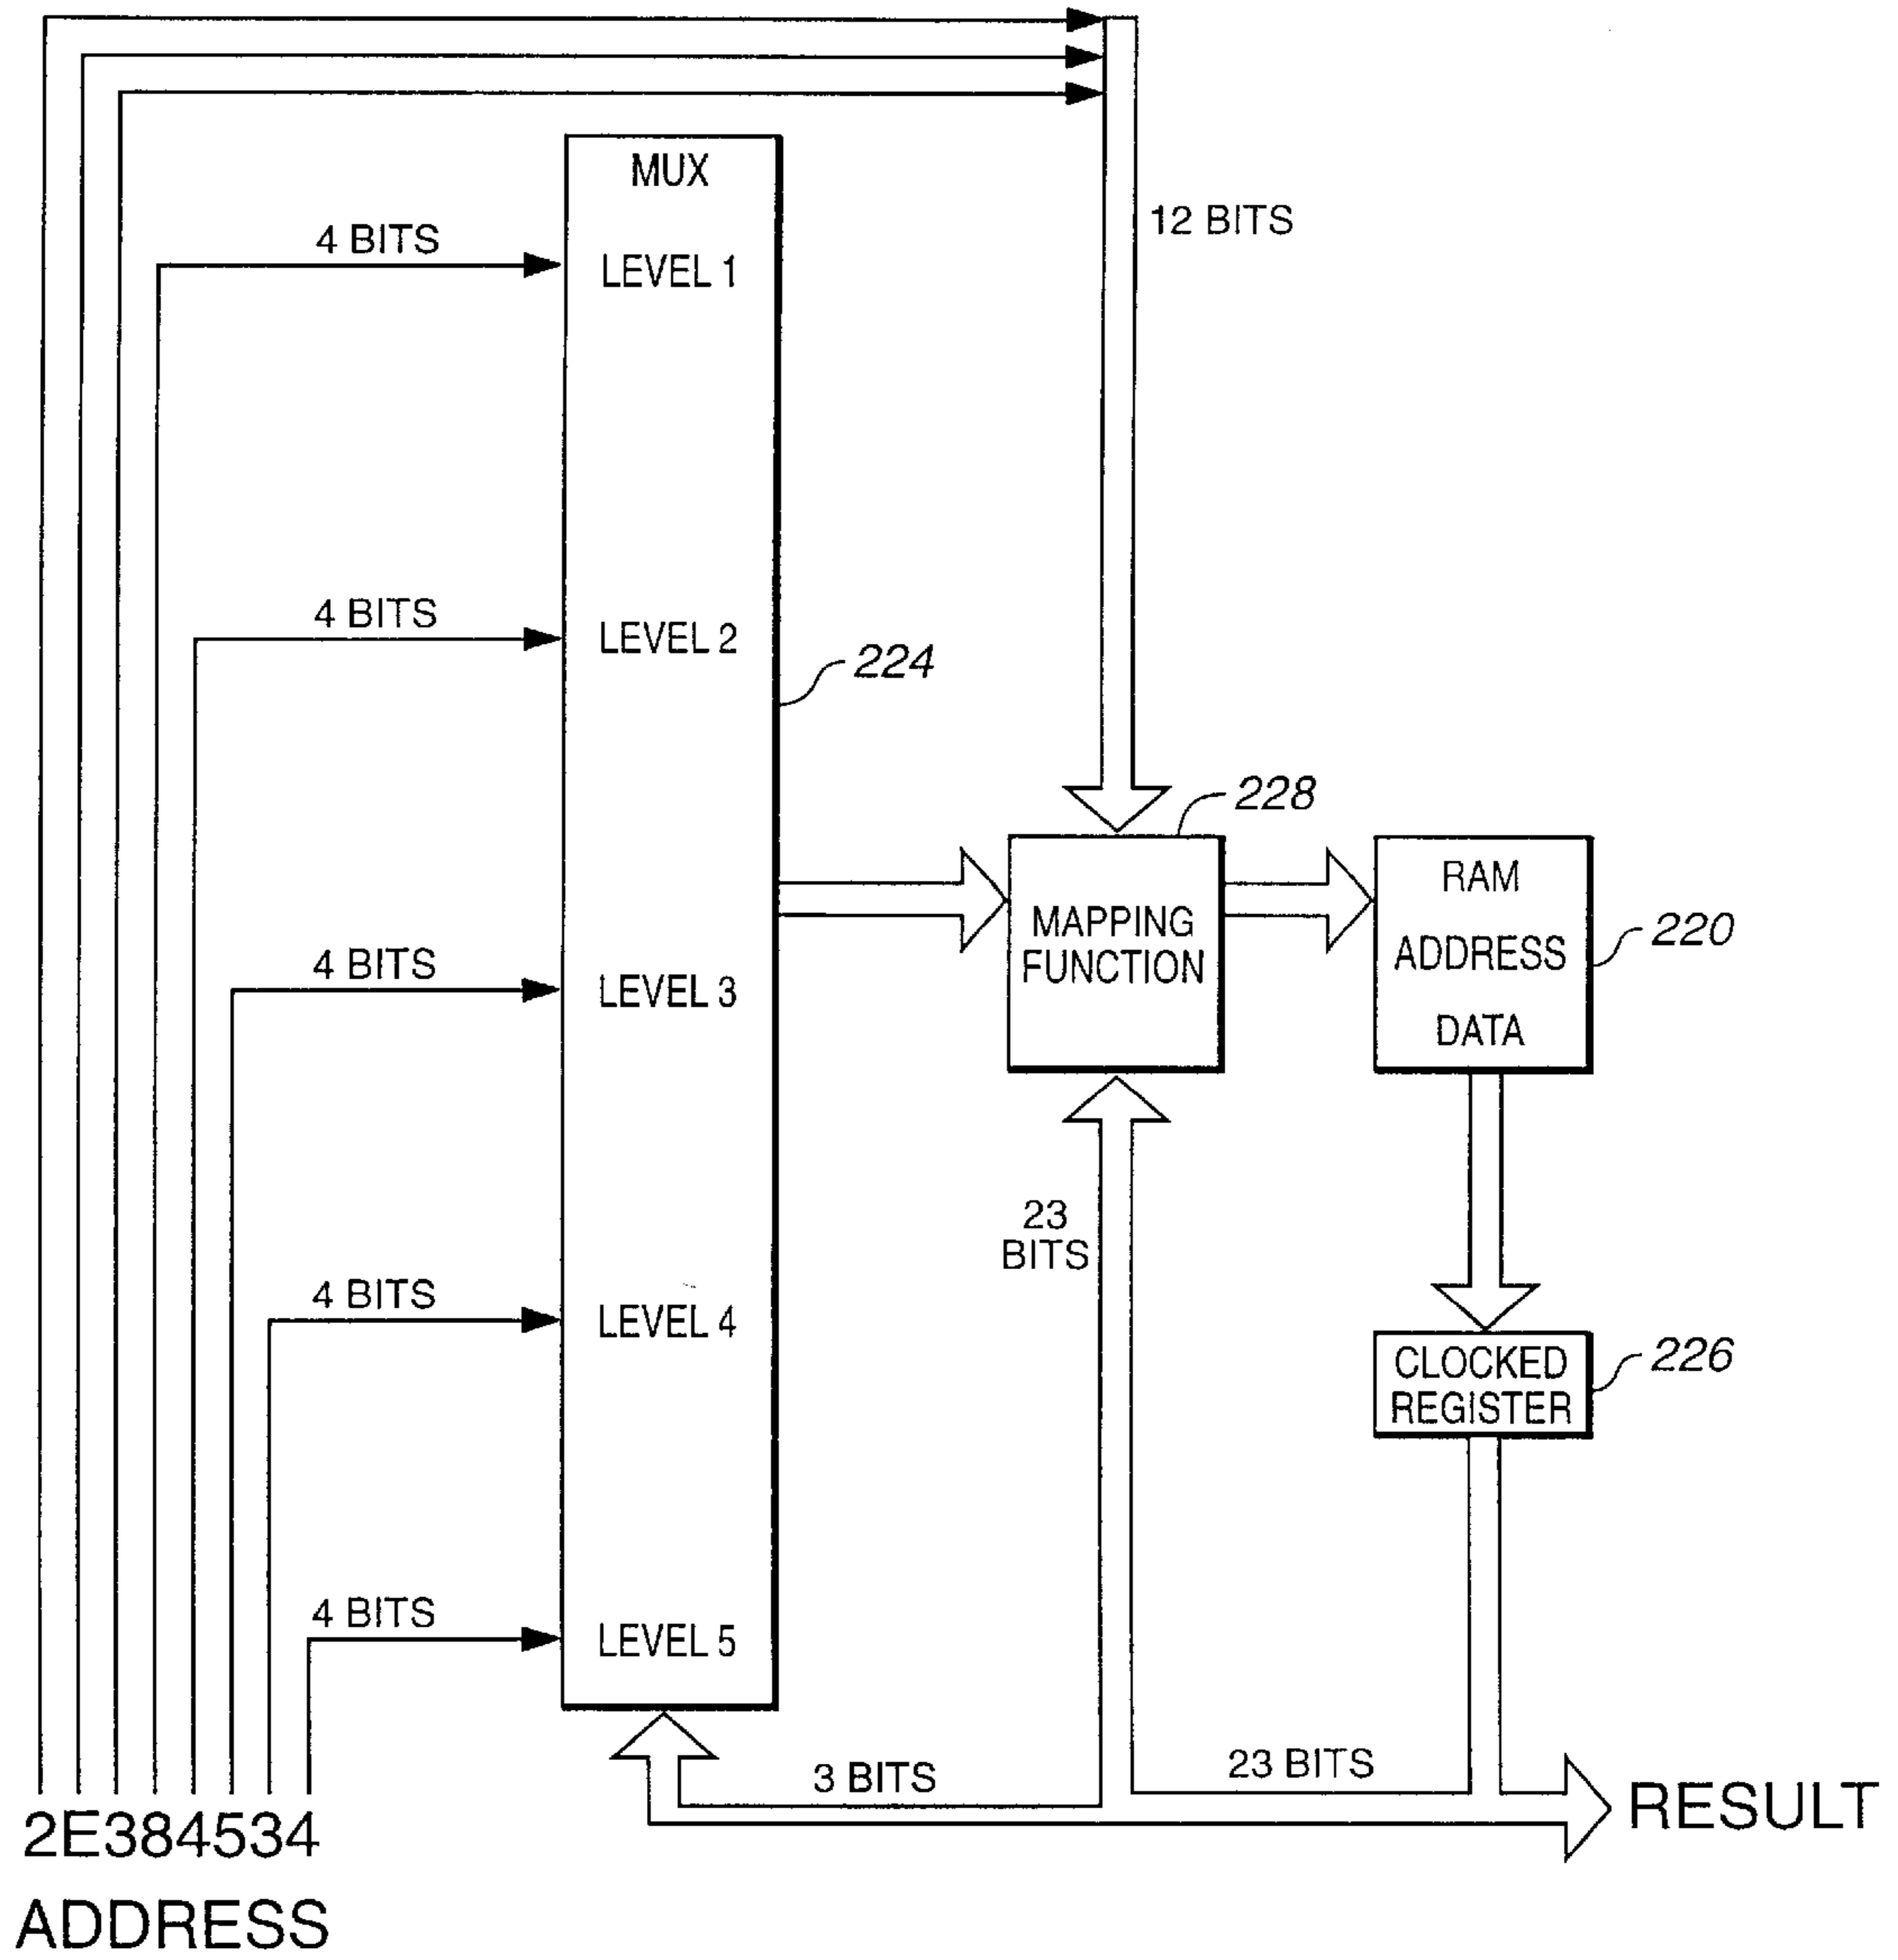 MUX
12 BITS
4 BITS
LEVEL 1
4 BITS
LEVEL 2
224
228
MAPPING
FUNCTION
RAM
ADDRESS
DATA
220
4 BITS
LEVEL 3
23
BITS
4 BITS
LEVEL 4
CLOCKED
REGISTER
226
4 BITS
LEVEL 5
3 BITS
23 BITS
RESULT
2E384534
ADDRESS